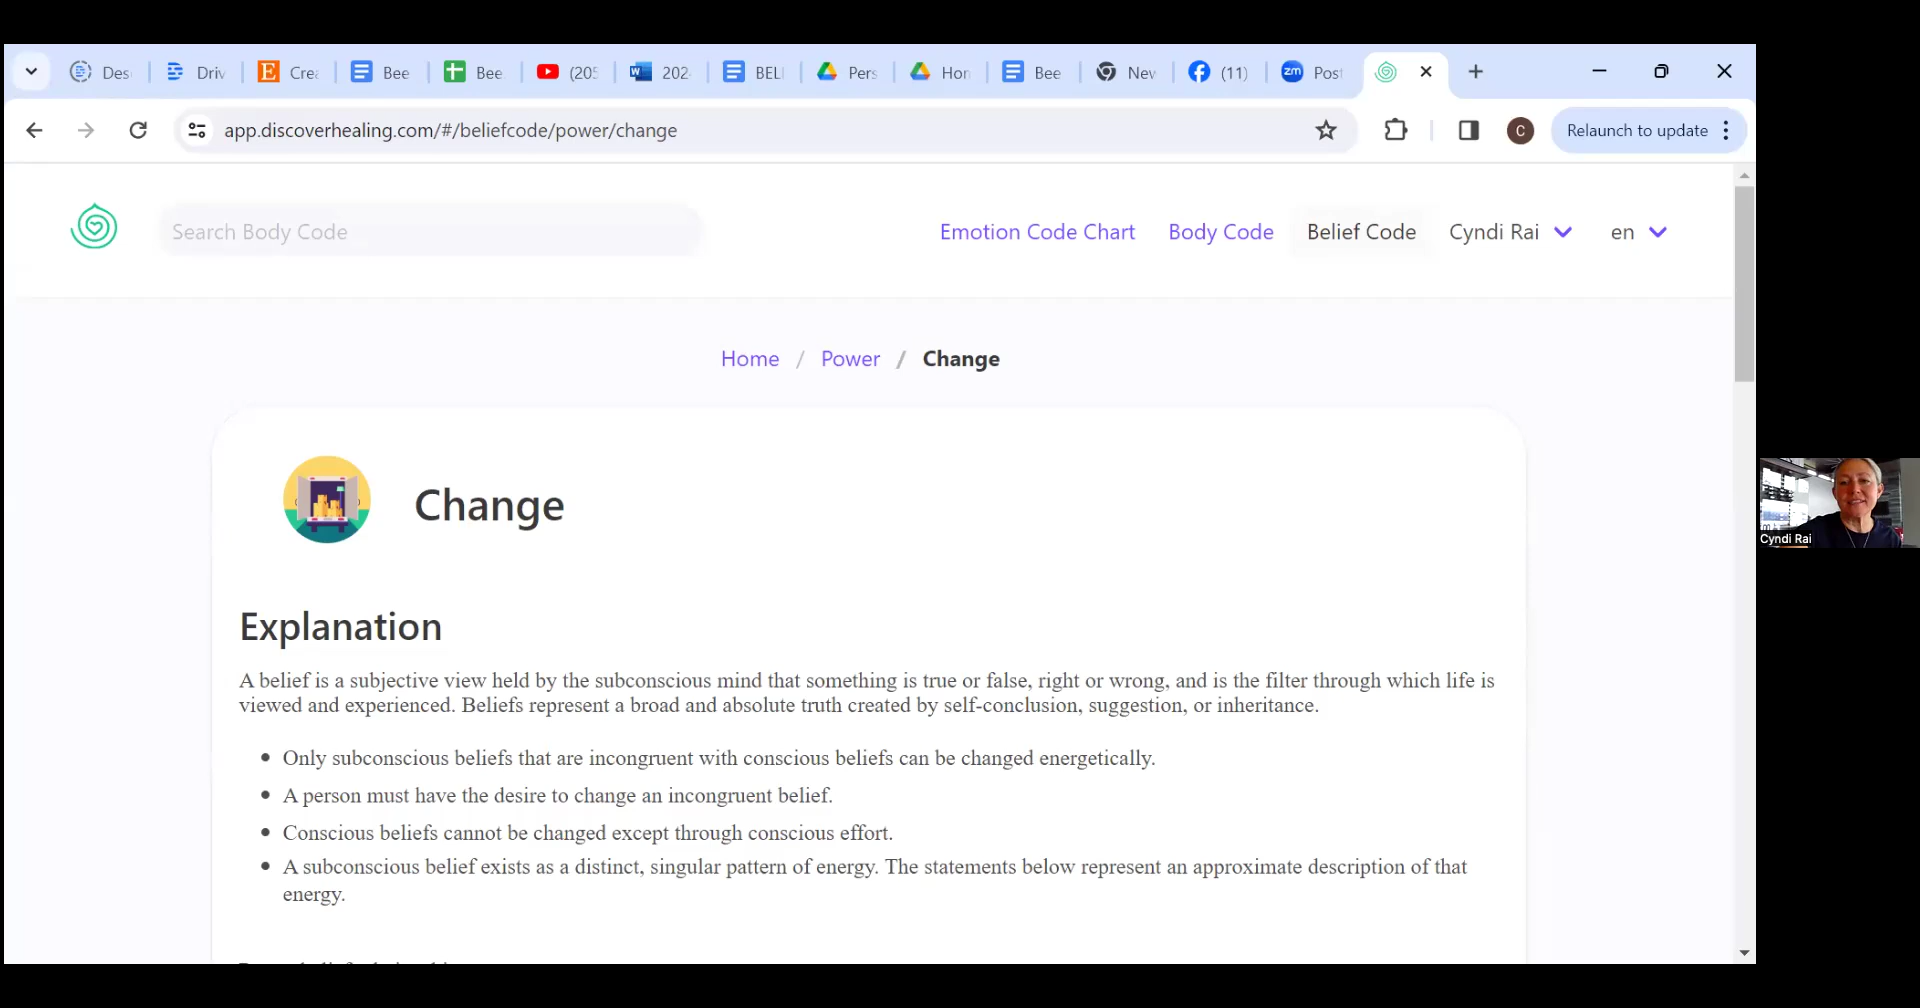 Des
Driv
Crea
Bee
Bee
(205
202
BELI
Pers
Hon
Bee
Nev
(11)
zm
Post
app.discoverhealing.com/#/beliefcode/power/change
C
Relaunch to update
Search Body Code
Emotion Code Chart
Body Code
Belief Code
Cyndi Rai
en
Home / Power / Change
Change
Explanation
A belief is a subjective view held by the subconscious mind that something is true or false, right or wrong, and is the filter through which life is
viewed and experienced. Beliefs represent a broad and absolute truth created by self-conclusion, suggestion, or inheritance.
Only subconscious beliefs that are incongruent with conscious beliefs can be changed energetically.
A person must have the desire to change an incongruent belief.
Conscious beliefs cannot be changed except through conscious effort.
A subconscious belief exists as a distinct, singular pattern of energy. The statements below represent an approximate description of that
energy.
Cyndi Rai